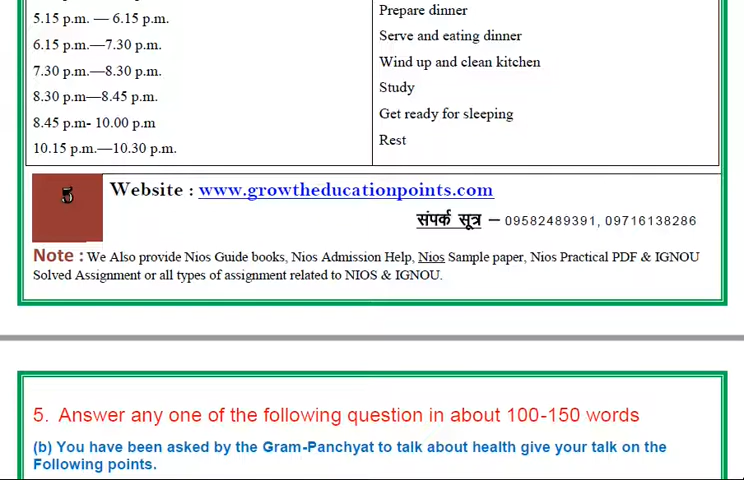 5.15 p.m. — 6.15 p.m.
6.15 p.m.—7.30 p.m.
7.30 p.m.—8.30 p.m.
8.30 p.m—8.45 p.m.
8.45 p.m- 10.00 p.m
10.15 p.m.—10.30 p.m.
Prepare dinner
Serve and eating dinner
Wind up and clean kitchen
Study
Get ready for sleeping
Rest
5
Website : www.growtheducationpoints.com
संपर्क सूत्र – 09582489391, 09716138286
Note : We Also provide Nios Guide books, Nios Admission Help, Nios Sample paper, Nios Practical PDF & IGNOU
Solved Assignment or all types of assignment related to NIOS & IGNOU.
5. Answer any one of the following question in about 100-150 words
(b) You have been asked by the Gram-Panchyat to talk about health give your talk on the
Following points.